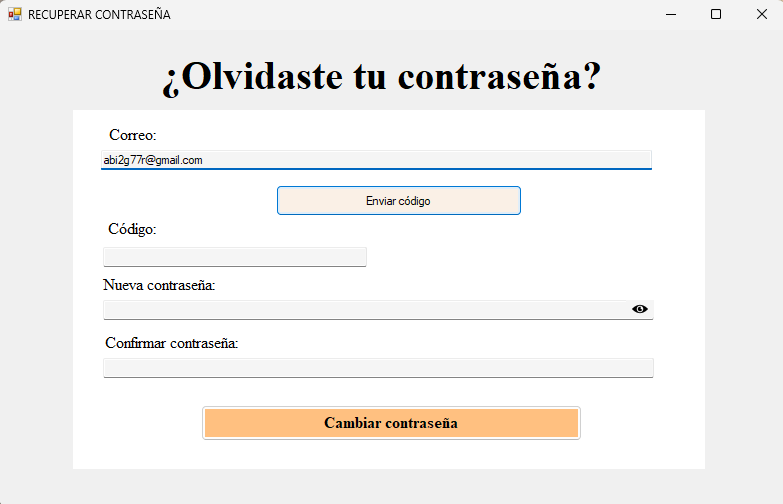 RECUPERAR CONTRASEÑA
¿Olvidaste tu contraseña?
Correo:
abi2g77r@gmail.com
Enviar código
Código:
Nueva contraseña:
Confirmar contraseña:
Cambiar contraseña